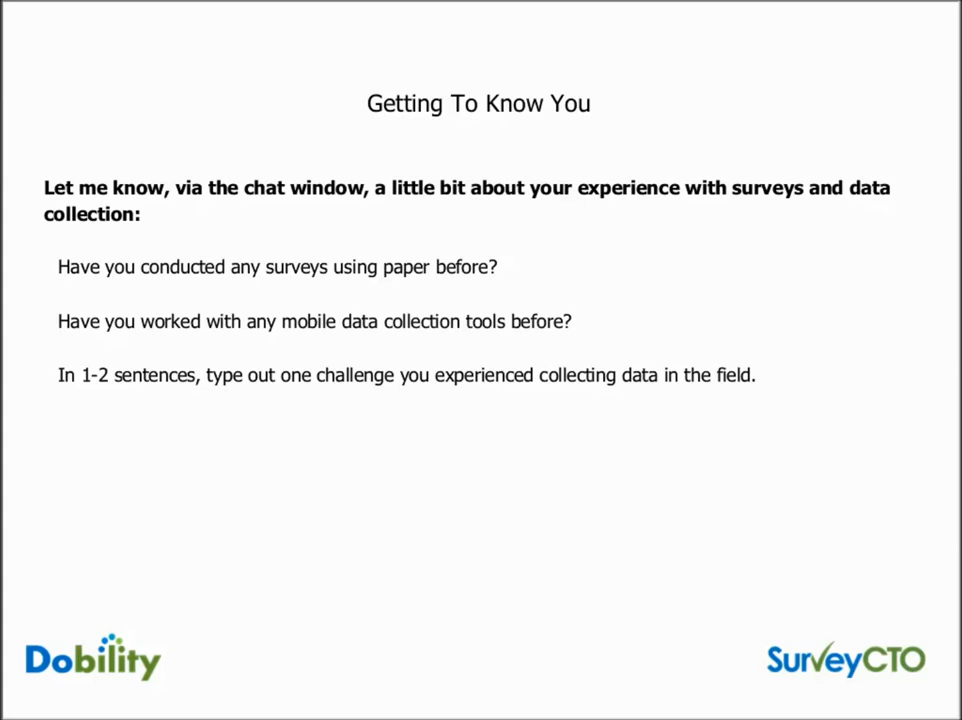 Getting To Know You
Let me know, via the chat window, a little bit about your experience with surveys and data
collection:
Have you conducted any surveys using paper before?
Have you worked with any mobile data collection tools before?
In 1-2 sentences, type out one challenge you experienced collecting data in the field.
Dobility
SurveyCTO